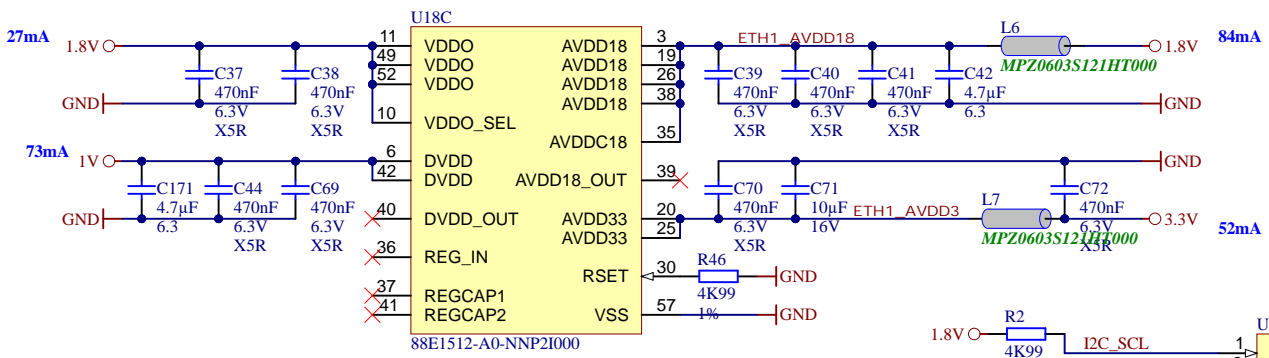 U18C
27mA
1.8V
11
VDDO
AVDD18
3
ETH1_AVDD18
L6
1.8V
84mA
49
VDDO
AVDD18
19
MPZ0603S121HT000
C37
C38
52
VDDO
AVDD18
26
C39
C40
C41
C42
470nF
470nF
AVDD18
38
470nF
470nF
470nF
4.7µF
GND
GND
6.3V
6.3V
6.3V
6.3V
6.3V
6.3
X5R
X5R
10
VDDO_SEL
X5R
X5R
X5R
AVDDC18
35
73mA
1V
6
DVDD
GND
42
DVDD
AVDD18_OUT
39
C171
C44
C69
C70
C71
C72
4.7µF
470nF
470nF
470nF
10µF
470nF
GND
6.3
6.3V
6.3V
40
DVDD_OUT
AVDD33
20
6.3V
16V
ETH1_AVDD3
L7
6.3V
3.3V
52mA
X5R
X5R
AVDD33
25
X5R
MPZ0603S121HT000
X5R
36
REG_IN
RSET
30
R46
GND
4K99
1%
37
REGCAP1
41
REGCAP2
VSS
57
GND
88E1512-A0-NNP2I000
1.8V
R2
4K99
I2C_SCL
1
U